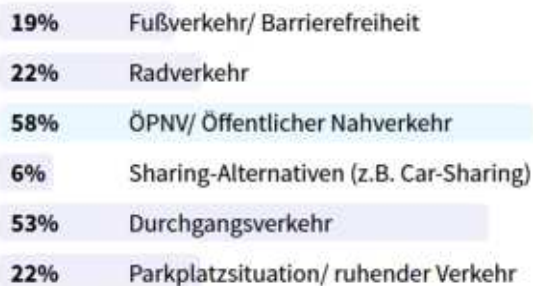 19% Fußverkehr/ Barrierefreiheit
22% Radverkehr
58% ÖPNV/ Öffentlicher Nahverkehr
6% Sharing-Alternativen (z.B. Car-Sharing)
53% Durchgangsverkehr
22% Parkplatzsituation/ ruhender Verkehr